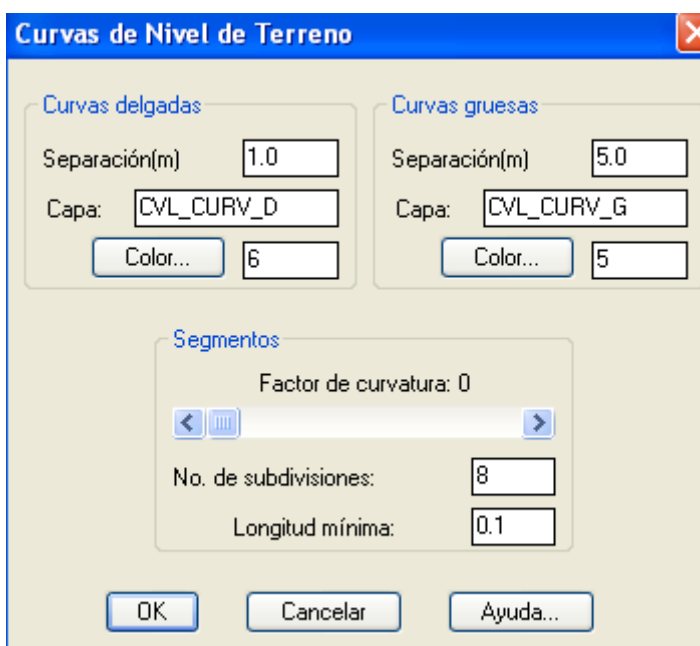 Curvas de Nivel de Terreno
Curvas delgadas
Separación(m) 1.0
Capa: CVL_CURV_D
Color... 6
Curvas gruesas
Separación(m) 5.0
Capa: CVL_CURV_G
Color... 5
Segmentos
Factor de curvatura: 0
No. de subdivisiones: 8
Longitud mínima: 0.1
OK Cancelar Ayuda...